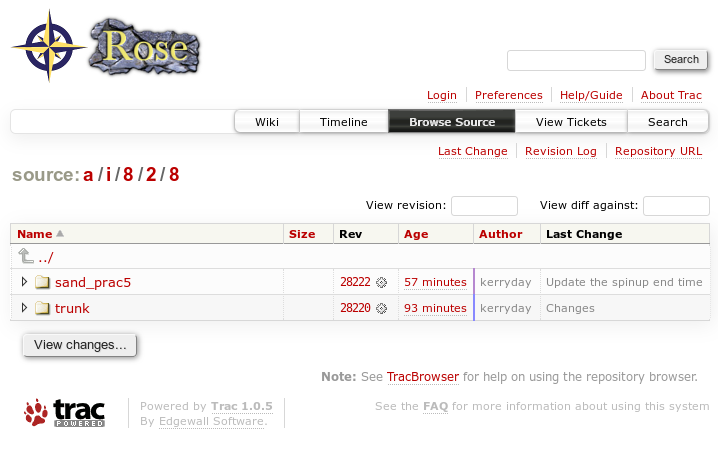 Rose
Search
Login Preferences Help/Guide About Trac
Wiki Timeline Browse Source View Tickets Search
Last Change Revision Log Repository URL
source: a / i / 8 / 2 / 8
View revision: View diff against:
Name Size Rev Age Author Last Change
../
sand_prac5 28222 57 minutes kerryday Update the spinup end time
trunk 28220 93 minutes kerryday Changes
View changes...
Note: See TracBrowser for help on using the repository browser.
trac POWERED
Powered by Trac 1.0.5
By Edgewall Software.
See the FAQ for more information about using this system